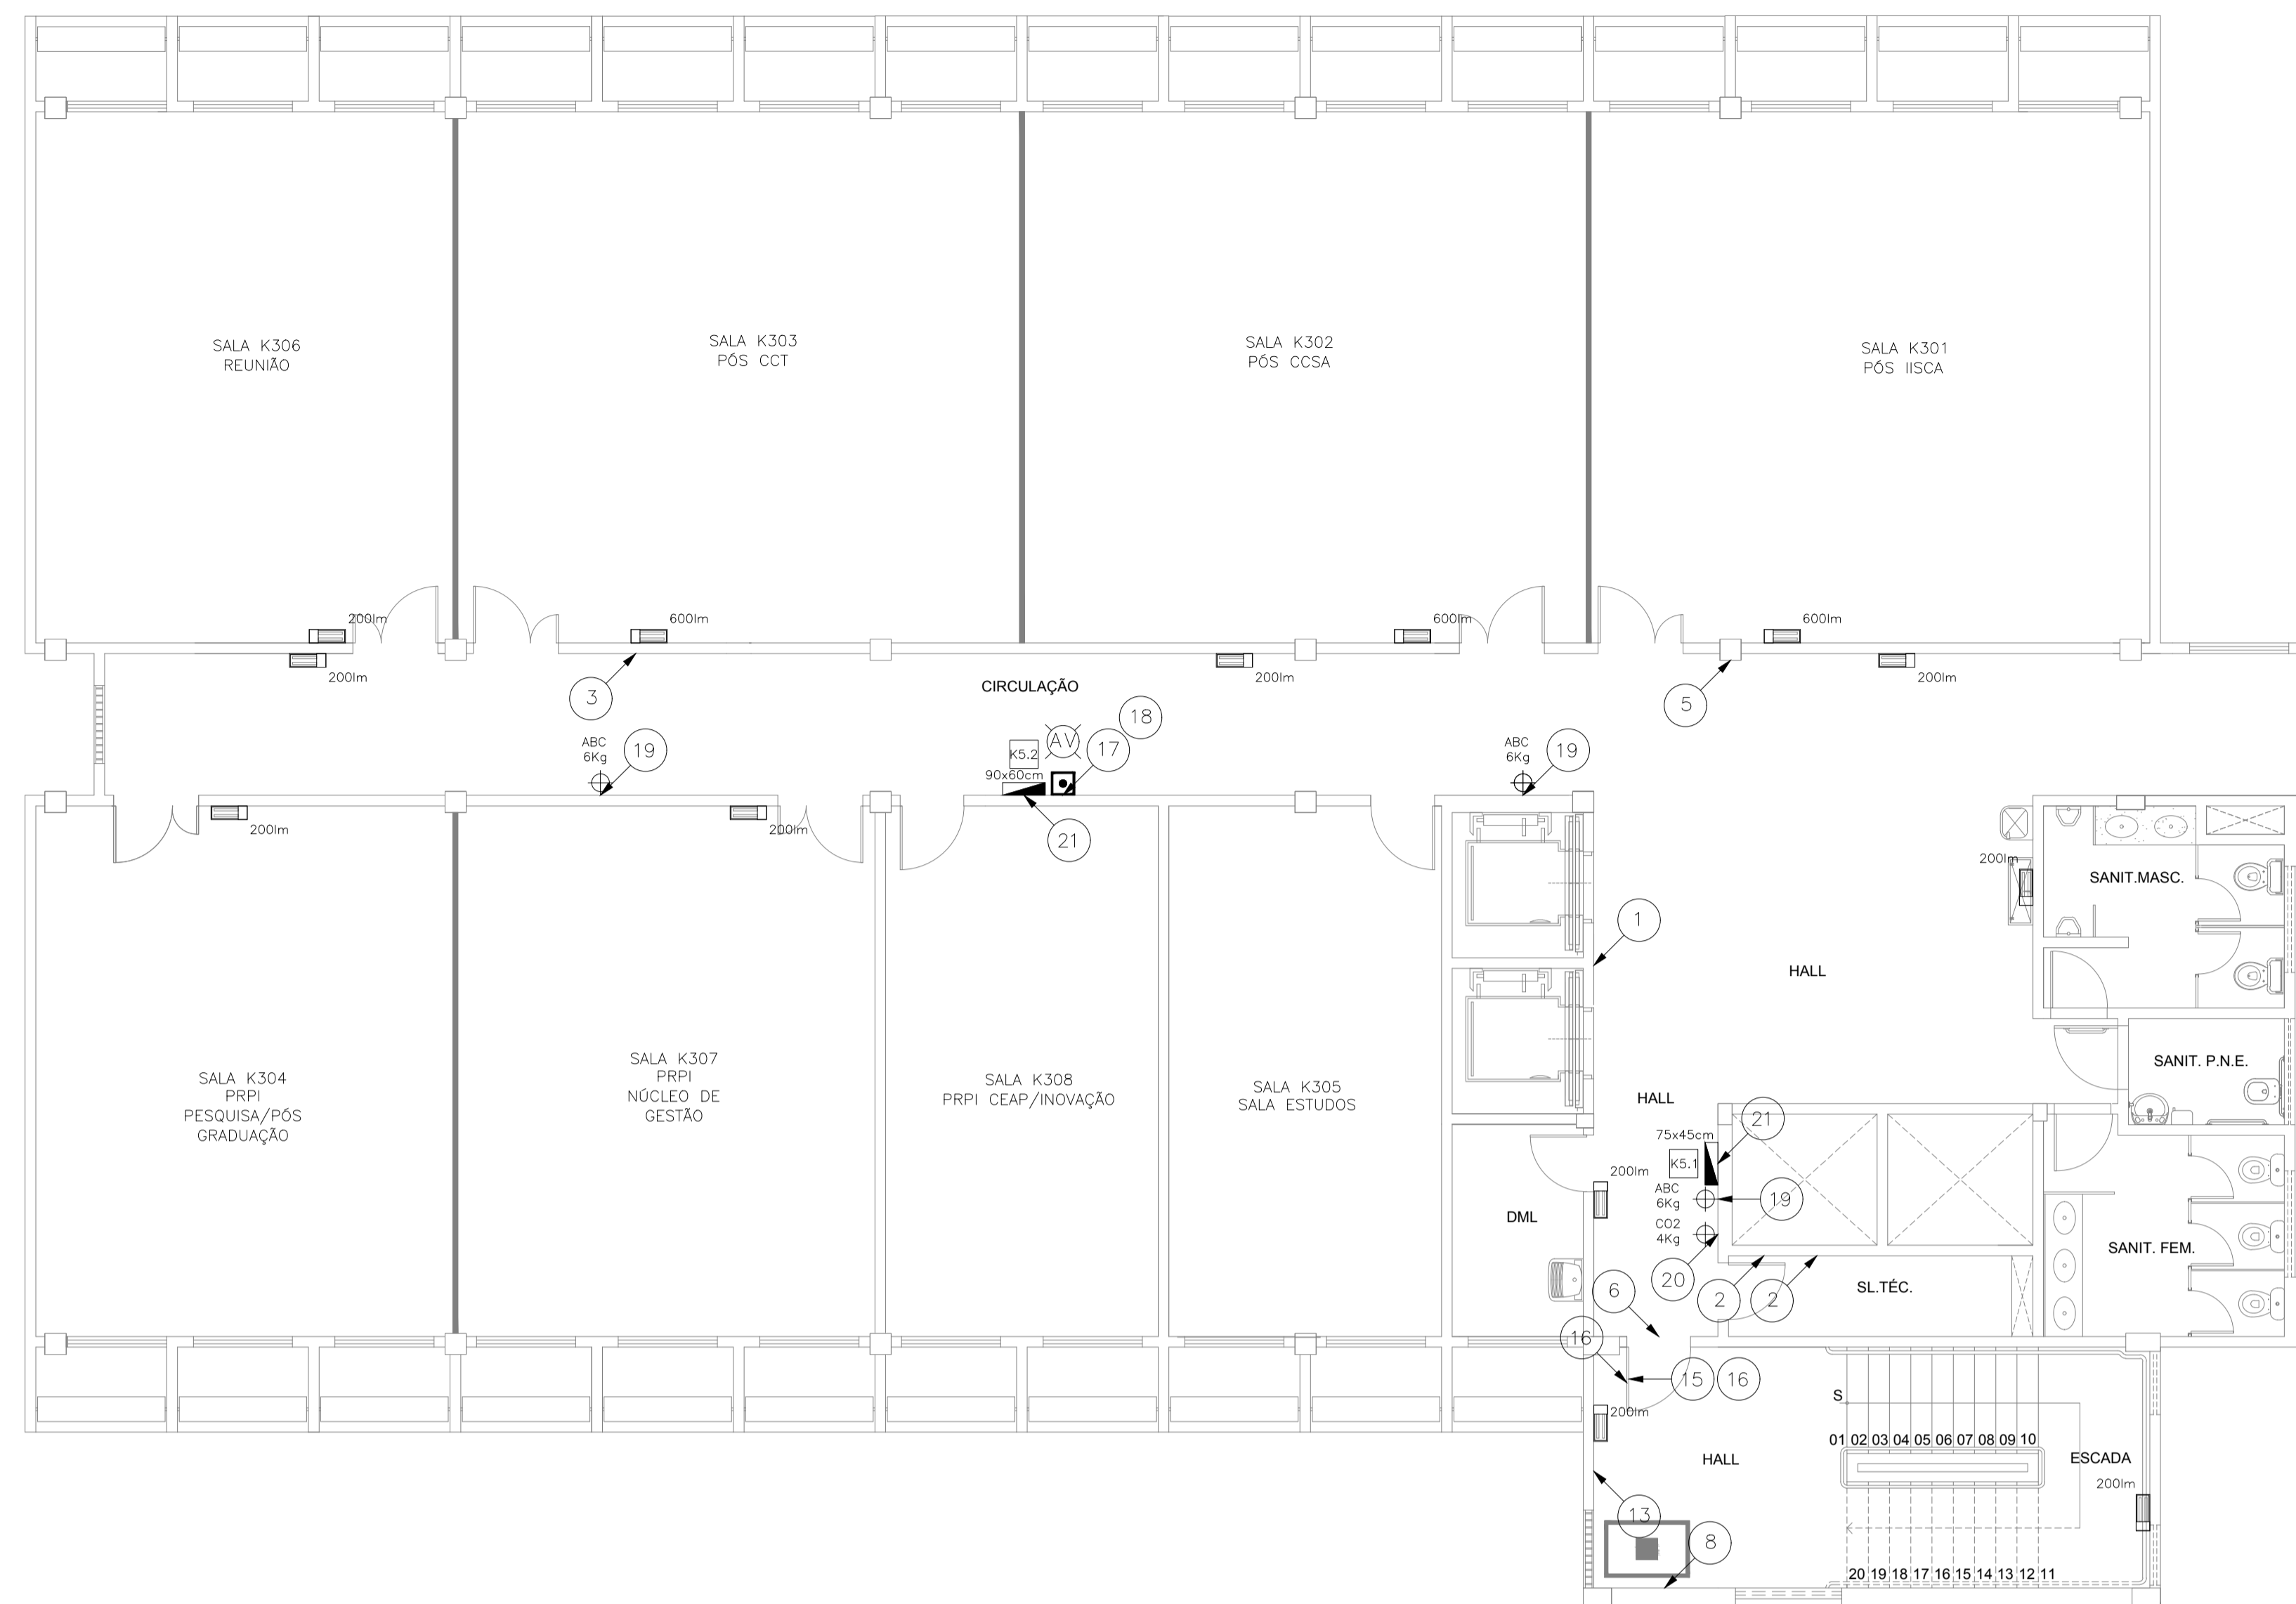 SALA K306
REUNIÃO
SALA K303
PÓS CCT
SALA K302
PÓS CCSA
SALA K301
PÓS IISCA
200lm
600lm
600lm
600lm
200lm
200lm
200lm
3
CIRCULAÇÃO
5
18
ABC
6Kg
19
K5.2
AV
17
90x60cm
ABC
6Kg
19
21
200lm
200lm
200lm
SANIT.MASC.
1
HALL
SANIT. P.N.E.
SALA K304
PRPI
PESQUISA/PÓS
GRADUAÇÃO
SALA K307
PRPI
NÚCLEO DE
GESTÃO
SALA K308
PRPI CEAP/INOVAÇÃO
SALA K305
SALA ESTUDOS
HALL
21
75x45cm
K5.1
200lm
ABC
6Kg
19
CO2
4Kg
DML
20
2
2
SL.TÉC.
SANIT. FEM.
6
16
15
16
200lm
S
01 02 03 04 05 06 07 08 09 10
HALL
ESCADA
200lm
13
8
20 19 18 17 16 15 14 13 12 11